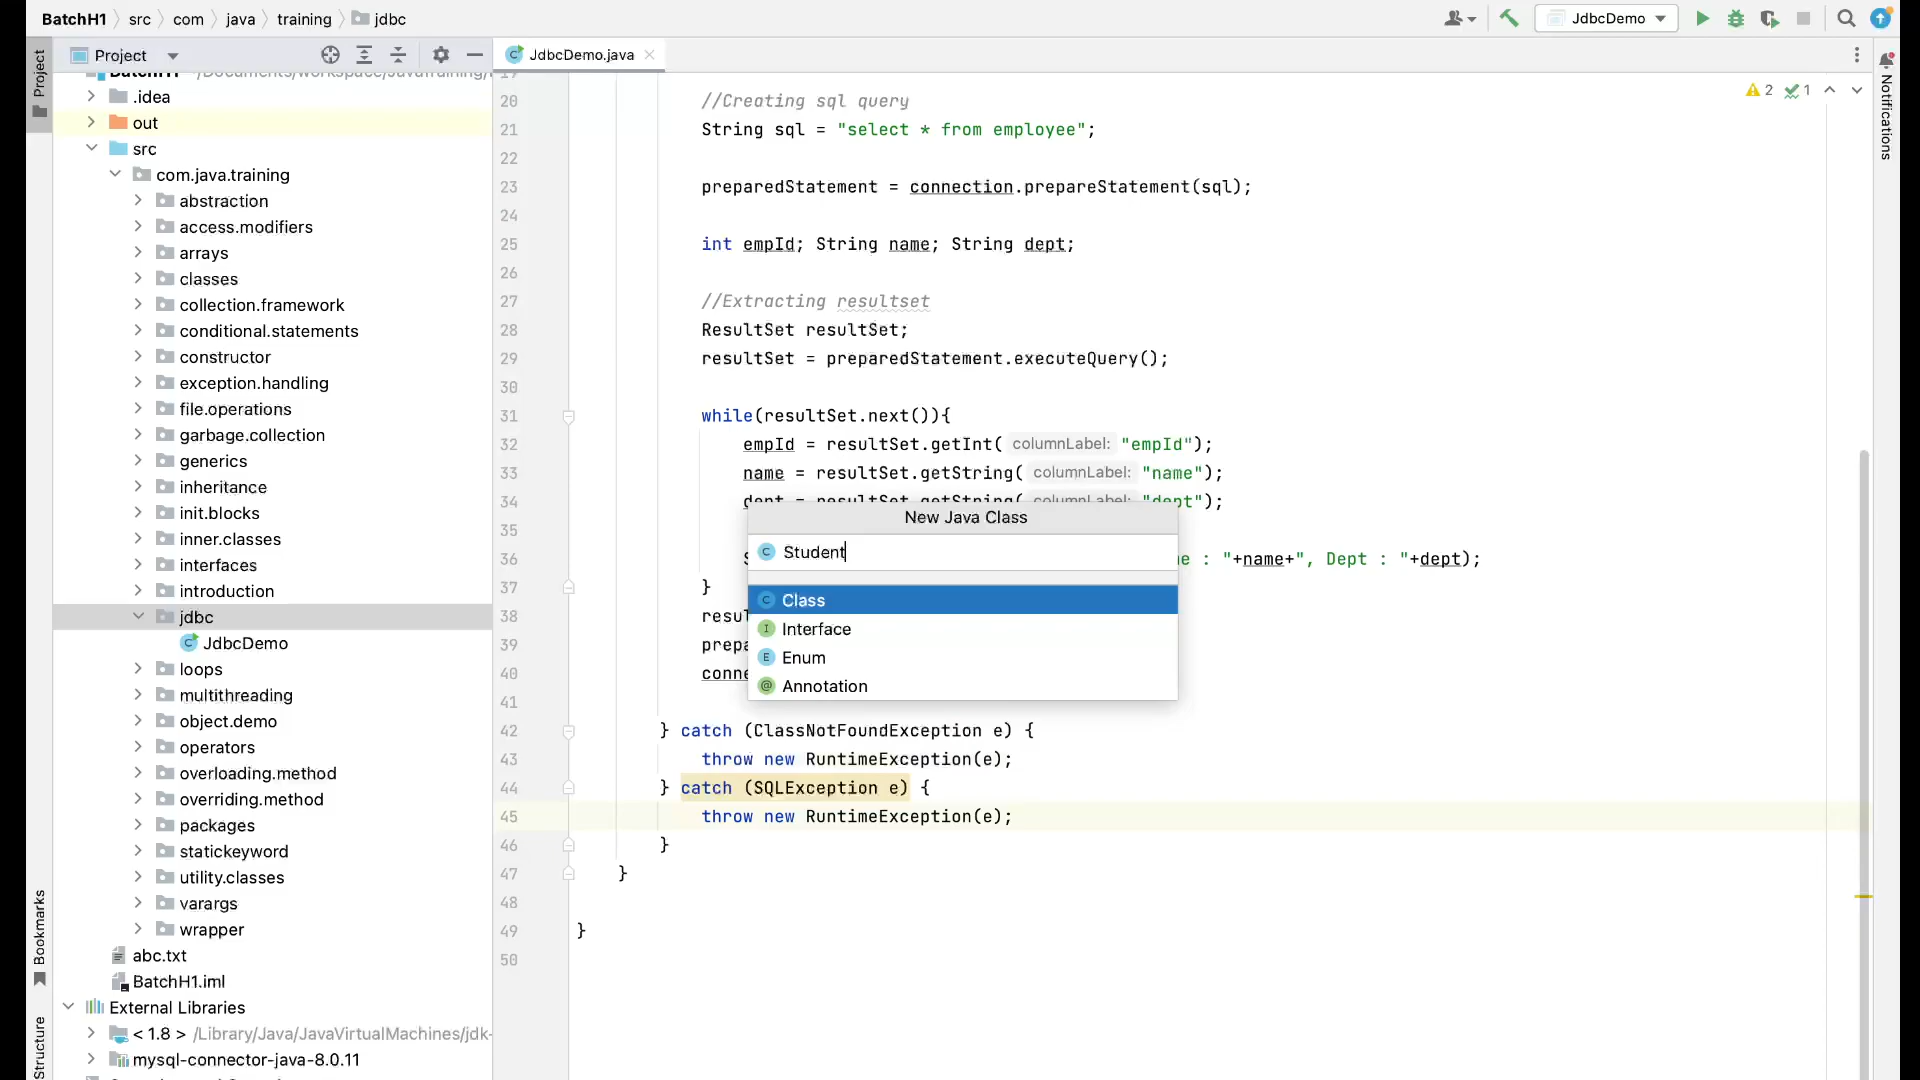 BatchH1 src com java training jdbc
JdbcDemo
Project
JdbcDemo.java
Project
Notifications
Bookmarks
Structure
.idea
out
src
com.java.training
abstraction
access.modifiers
arrays
classes
collection.framework
conditional.statements
constructor
exception.handling
file.operations
garbage.collection
generics
inheritance
init.blocks
inner.classes
interfaces
introduction
jdbc
JdbcDemo
loops
multithreading
object.demo
operators
overloading.method
overriding.method
packages
statickeyword
utility.classes
varargs
wrapper
abc.txt
BatchH1.iml
External Libraries
< 1.8 > /Library/Java/JavaVirtualMachines/jdk-
mysql-connector-java-8.0.11
2 1
20 //Creating sql query
21 String sql = "select * from employee";
22
23 preparedStatement = connection.prepareStatement(sql);
24
25 int empId; String name; String dept;
26
27 //Extracting resultset
28 ResultSet resultSet;
29 resultSet = preparedStatement.executeQuery();
30
31 while(resultSet.next()){
32 empId = resultSet.getInt( columnLabel: "empId");
33 name = resultSet.getString( columnLabel: "name");
34 dept = resultSet.getString( columnLabel: "dept");
35
36 : "+name+", Dept : "+dept);
37 }
38
39
40
41
42 } catch (ClassNotFoundException e) {
43 throw new RuntimeException(e);
44 } catch (SQLException e) {
45 throw new RuntimeException(e);
46 }
47 }
48
49 }
50
New Java Class
Student
Class
Interface
Enum
Annotation